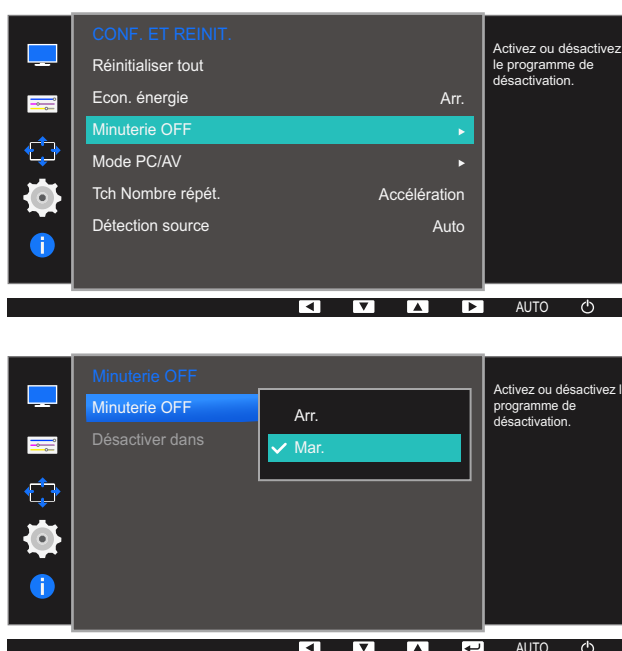 CONF. ET REINIT.
Réinitialiser tout
Econ. énergie Arr.
Minuterie OFF
Mode PC/AV
Tch Nombre répét. Accélération
Détection source Auto
Activez ou désactivez
le programme de
désactivation.
AUTO
Minuterie OFF
Minuterie OFF
Désactiver dans
Arr.
Mar.
Activez ou désactivez l
programme de
désactivation.
AUTO